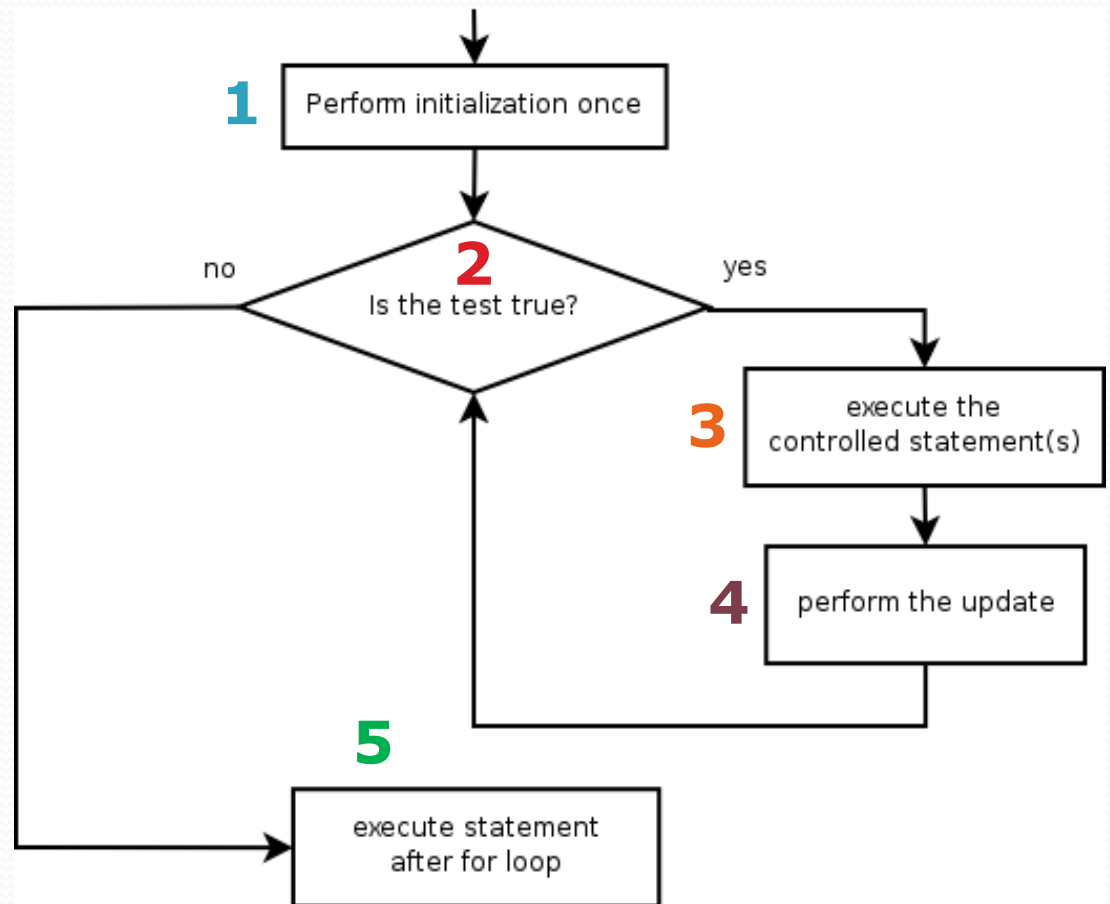 1
Perform initialization once
no
2
yes
Is the test true?
3
execute the
controlled statement(s)
4
perform the update
5
execute statement
after for loop